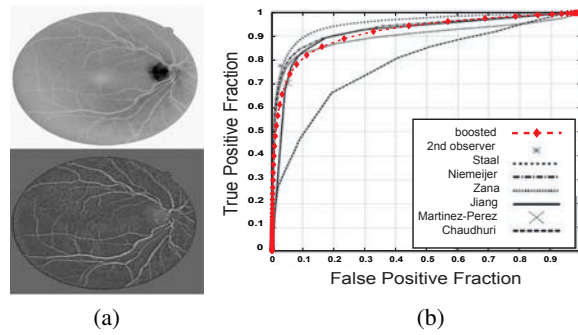 1
0.9
0.8
0.7
0.6
0.5
0.4
0.3
0.2
0.1
0
True Positive Fraction
boosted
2nd observer
Staal
Niemeijer
Zana
Jiang
Martinez-Perez
Chaudhuri
0 0.1 0.2 0.3 0.4 0.5 0.6 0.7 0.8 0.9
False Positive Fraction
(a) (b)